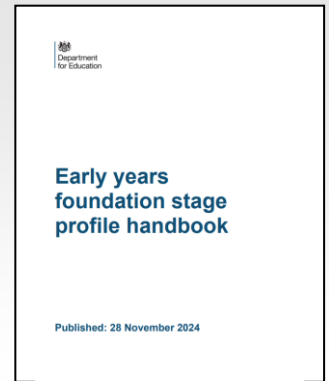 Department
for Education
Early years
foundation stage
profile handbook
Published: 28 November 2024